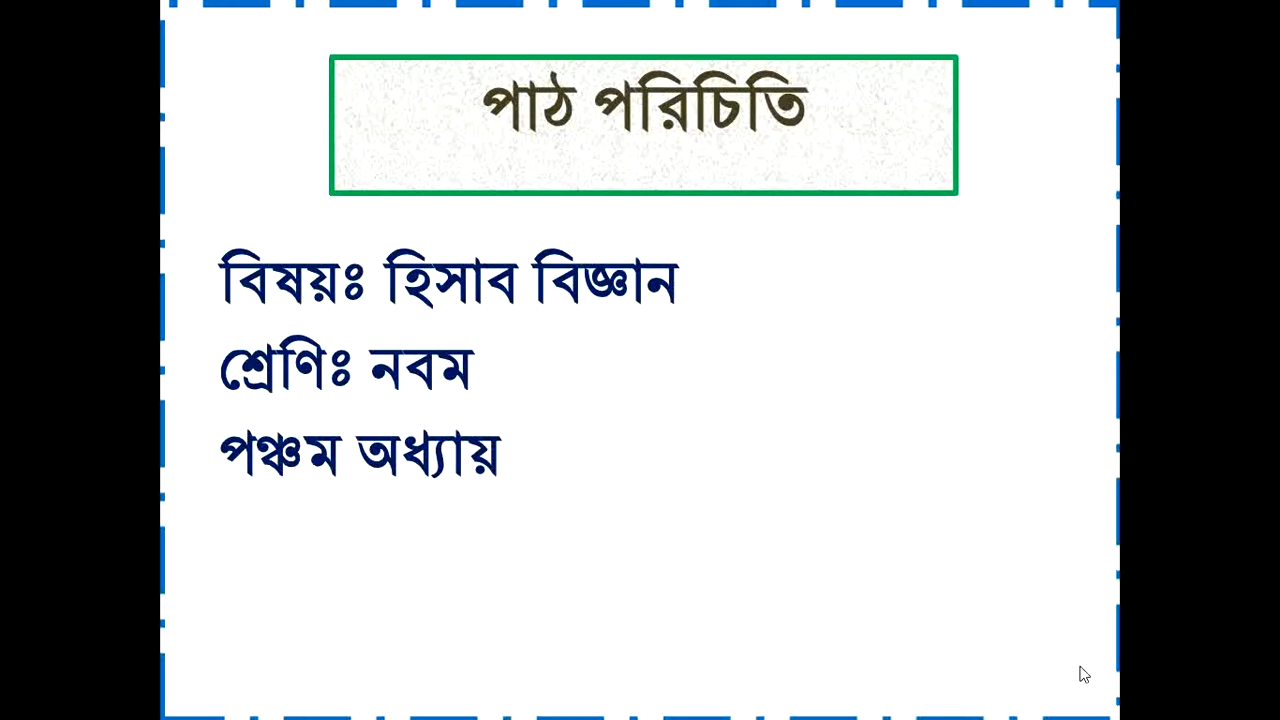 পাঠ পরিচিতি
বিষয়ঃ হিসাব বিজ্ঞান
শ্রেণিঃ নবম
পঞ্চম অধ্যায়